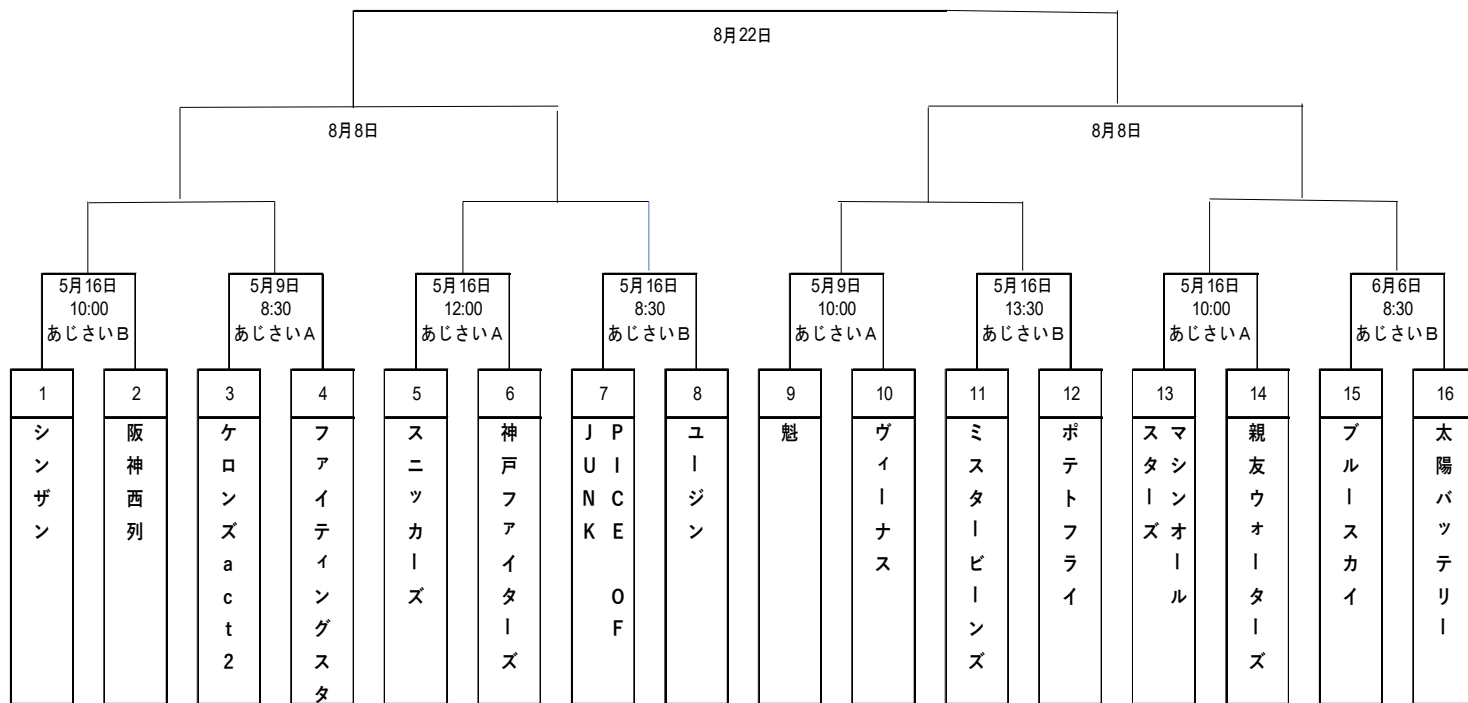 8月22日
8月8日
8月8日
5月16日
10:00
あじさいB
5月9日
8:30
あじさいA
5月16日
12:00
あじさいA
5月16日
8:30
あじさいB
5月9日
10:00
あじさいA
5月16日
13:30
あじさいB
5月16日
10:00
あじさいA
6月6日
8:30
あじさいB
1
シンザン
2
阪神西列
3
ケロンズact2
4
ファイティングスタ
5
スニッカーズ
6
神戸ファイターズ
7
PICE OF
JUNK
8
ユージン
9
魁
10
ヴィーナス
11
ミスタービーンズ
12
ポテトフライ
13
マシンオール
スターズ
14
親友ウォーターズ
15
ブルースカイ
16
太陽バッテリー